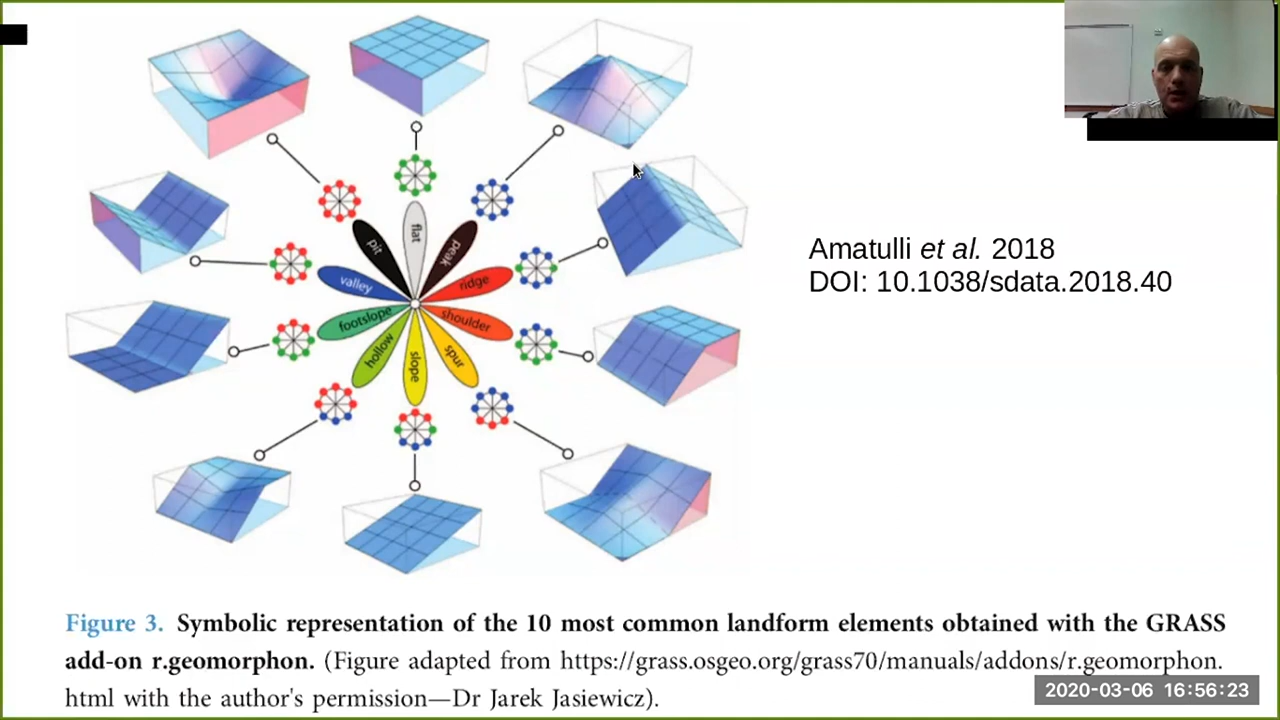 flat
pit
peak
valley
ridge
footslope
shoulder
hollow
slope
spur
Amatulli et al. 2018
DOI: 10.1038/sdata.2018.40
Figure 3. Symbolic representation of the 10 most common landform elements obtained with the GRASS
add-on r.geomorphon. (Figure adapted from https://grass.osgeo.org/grass70/manuals/addons/r.geomorphon.
html with the author's permission—Dr Jarek Jasiewicz).
2020-03-06 16:56:23